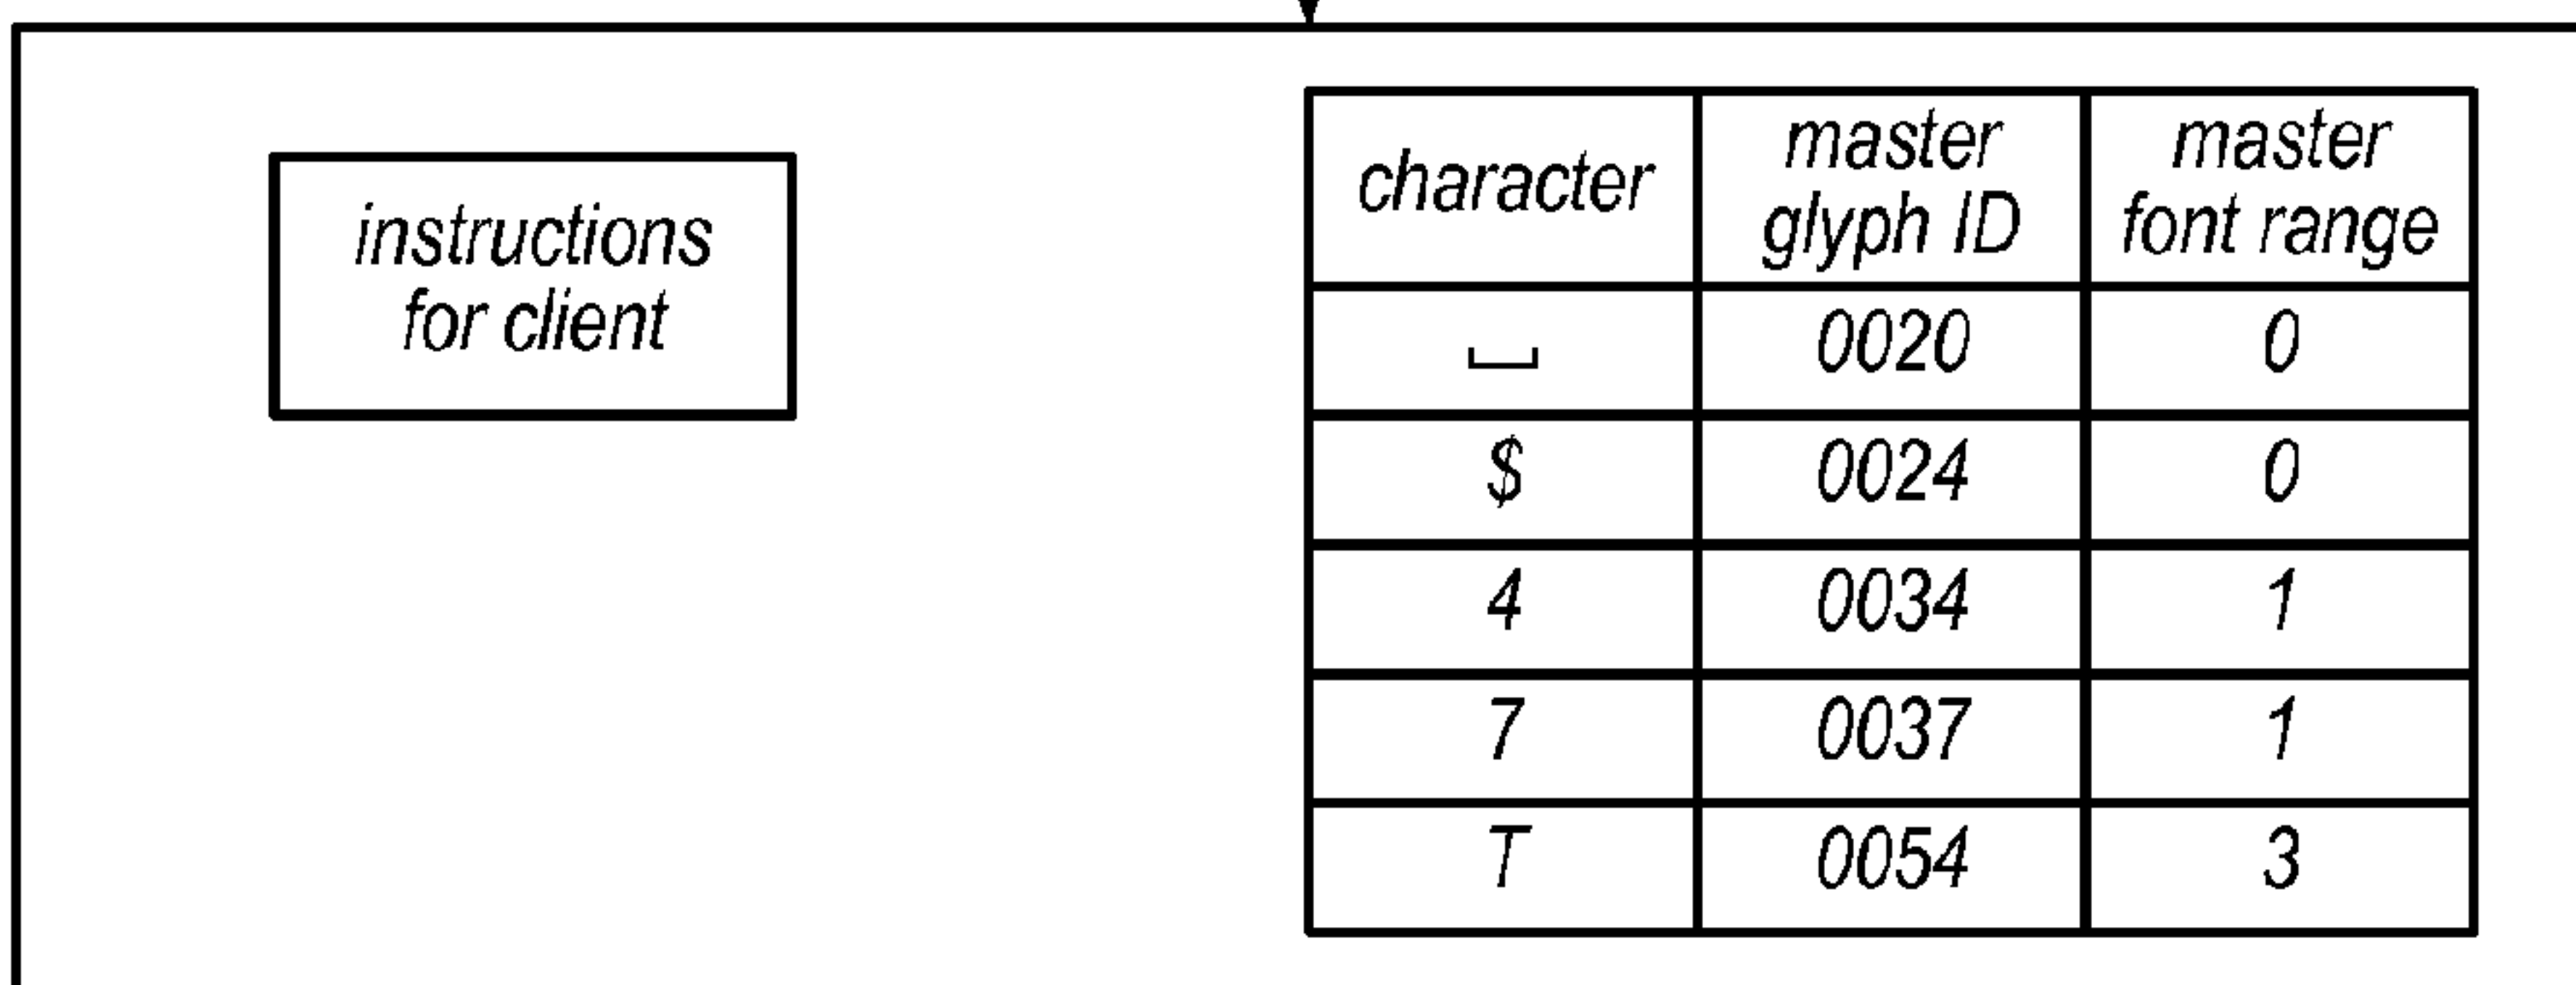 instructions
for client
character master glyph ID master font range
⎵ 0020 0
$ 0024 0
4 0034 1
7 0037 1
T 0054 3